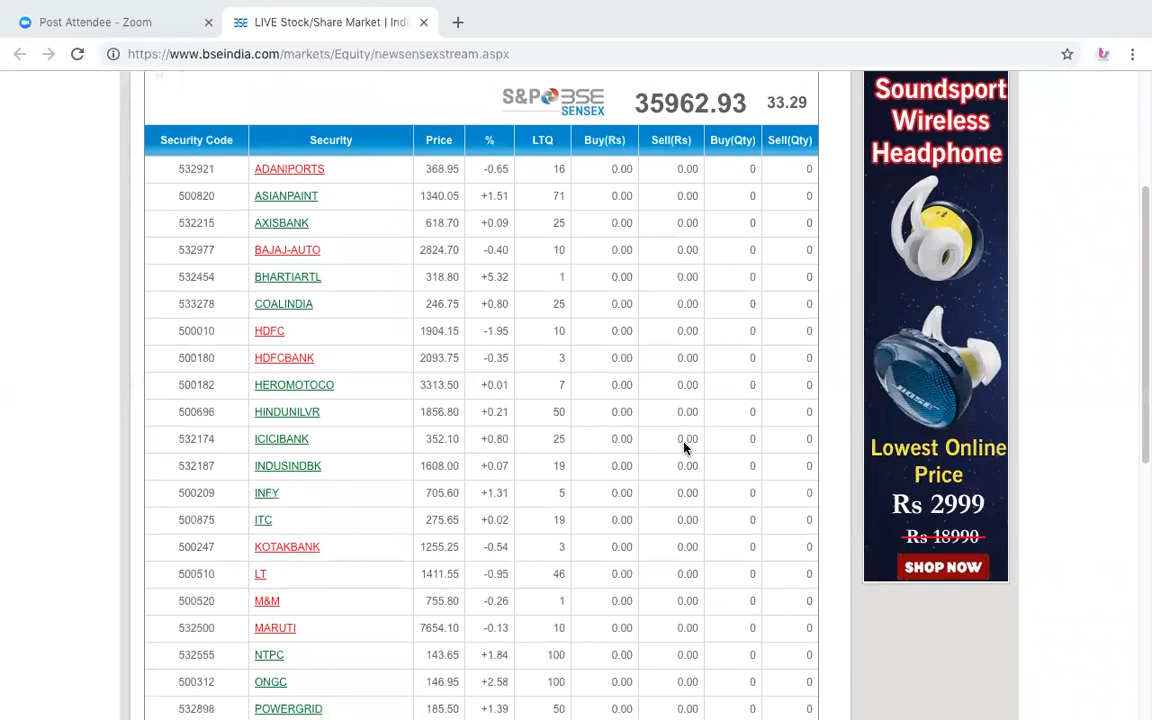 Post Attendee - Zoom
LIVE Stock/Share Market | Indi
https://www.bseindia.com/markets/Equity/newsensexstream.aspx
S&P BSE SENSEX 35962.93 33.29
Security Code Security Price % LTQ Buy(Rs) Sell(Rs) Buy(Qty) Sell(Qty)
532921 ADANIPORTS 368.95 -0.65 16 0.00 0.00 0 0
500820 ASIANPAINT 1340.05 +1.51 71 0.00 0.00 0 0
532215 AXISBANK 618.70 +0.09 25 0.00 0.00 0 0
532977 BAJAJ-AUTO 2824.70 -0.40 10 0.00 0.00 0 0
532454 BHARTIARTL 318.80 +5.32 1 0.00 0.00 0 0
533278 COALINDIA 246.75 +0.80 25 0.00 0.00 0 0
500010 HDFC 1904.15 -1.95 10 0.00 0.00 0 0
500180 HDFCBANK 2093.75 -0.35 3 0.00 0.00 0 0
500182 HEROMOTOCO 3313.50 +0.01 7 0.00 0.00 0 0
500696 HINDUNILVR 1856.80 +0.21 50 0.00 0.00 0 0
532174 ICICIBANK 352.10 +0.80 25 0.00 0.00 0 0
532187 INDUSINDBK 1608.00 +0.07 19 0.00 0.00 0 0
500209 INFY 705.60 +1.31 5 0.00 0.00 0 0
500875 ITC 275.65 +0.02 19 0.00 0.00 0 0
500247 KOTAKBANK 1255.25 -0.54 3 0.00 0.00 0 0
500510 LT 1411.55 -0.95 46 0.00 0.00 0 0
500520 M&M 755.80 -0.26 1 0.00 0.00 0 0
532500 MARUTI 7654.10 -0.13 10 0.00 0.00 0 0
532555 NTPC 143.65 +1.84 100 0.00 0.00 0 0
500312 ONGC 146.95 +2.58 100 0.00 0.00 0 0
532898 POWERGRID 185.50 +1.39 50 0.00 0.00 0 0
Soundsport
Wireless
Headphone
BOSE
Lowest Online
Price
Rs 2999
Rs 18990
SHOP NOW